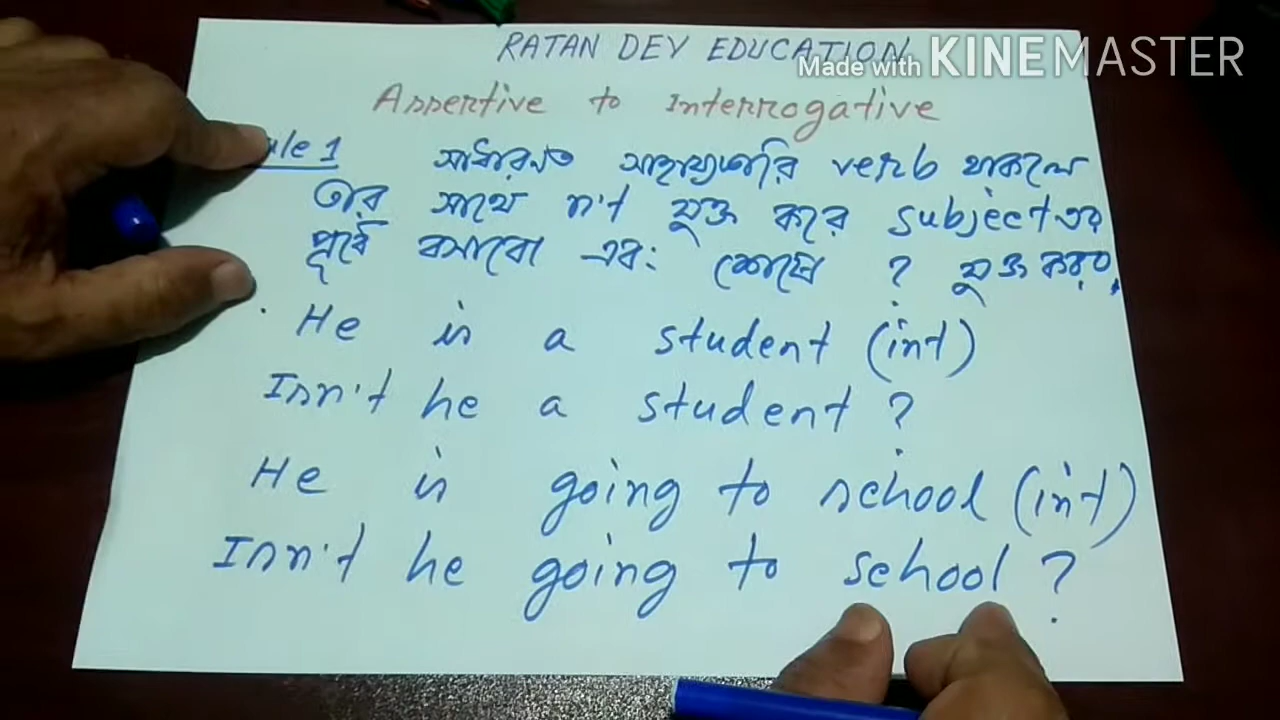 RATAN DEY EDUCATION
Made with KINEMASTER
Assertive to Interrogative
Rule 1 সাধারণত সাহায্যকারি verb থাকলে
তার সাথে n't যুক্ত করে subject এর
পূর্বে বসাবো এবং শেষে ? যুক্ত করব,
He is a student (int)
Isn't he a student ?
He is going to school (int)
Isn't he going to school ?